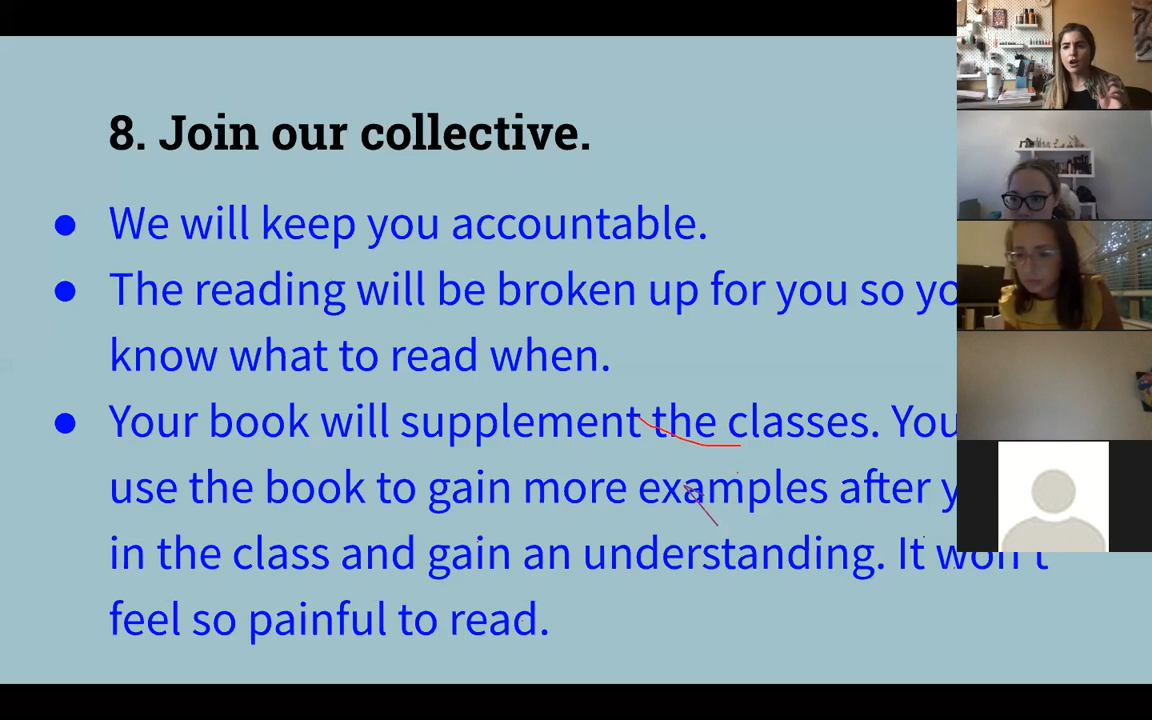 8. Join our collective.
● We will keep you accountable.
● The reading will be broken up for you so
know what to read when.
● Your book will supplement the classes. You
use the book to gain more examples after
in the class and gain an understanding. It won't
feel so painful to read.